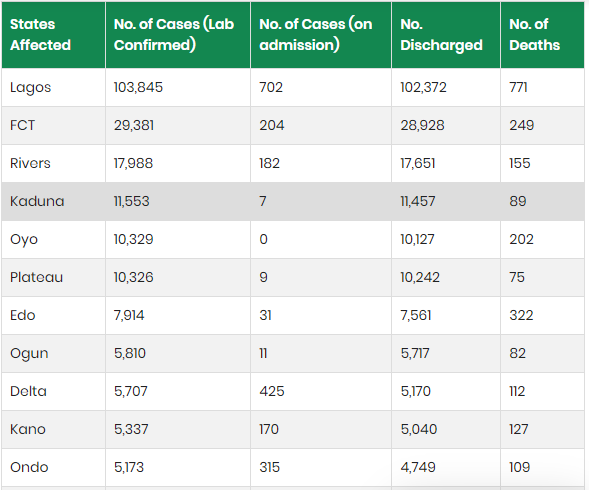 States Affected No. of Cases (Lab Confirmed) No. of Cases (on admission) No. Discharged No. of Deaths
Lagos 103,845 702 102,372 771
FCT 29,381 204 28,928 249
Rivers 17,988 182 17,651 155
Kaduna 11,553 7 11,457 89
Oyo 10,329 0 10,127 202
Plateau 10,326 9 10,242 75
Edo 7,914 31 7,561 322
Ogun 5,810 11 5,717 82
Delta 5,707 425 5,170 112
Kano 5,337 170 5,040 127
Ondo 5,173 315 4,749 109